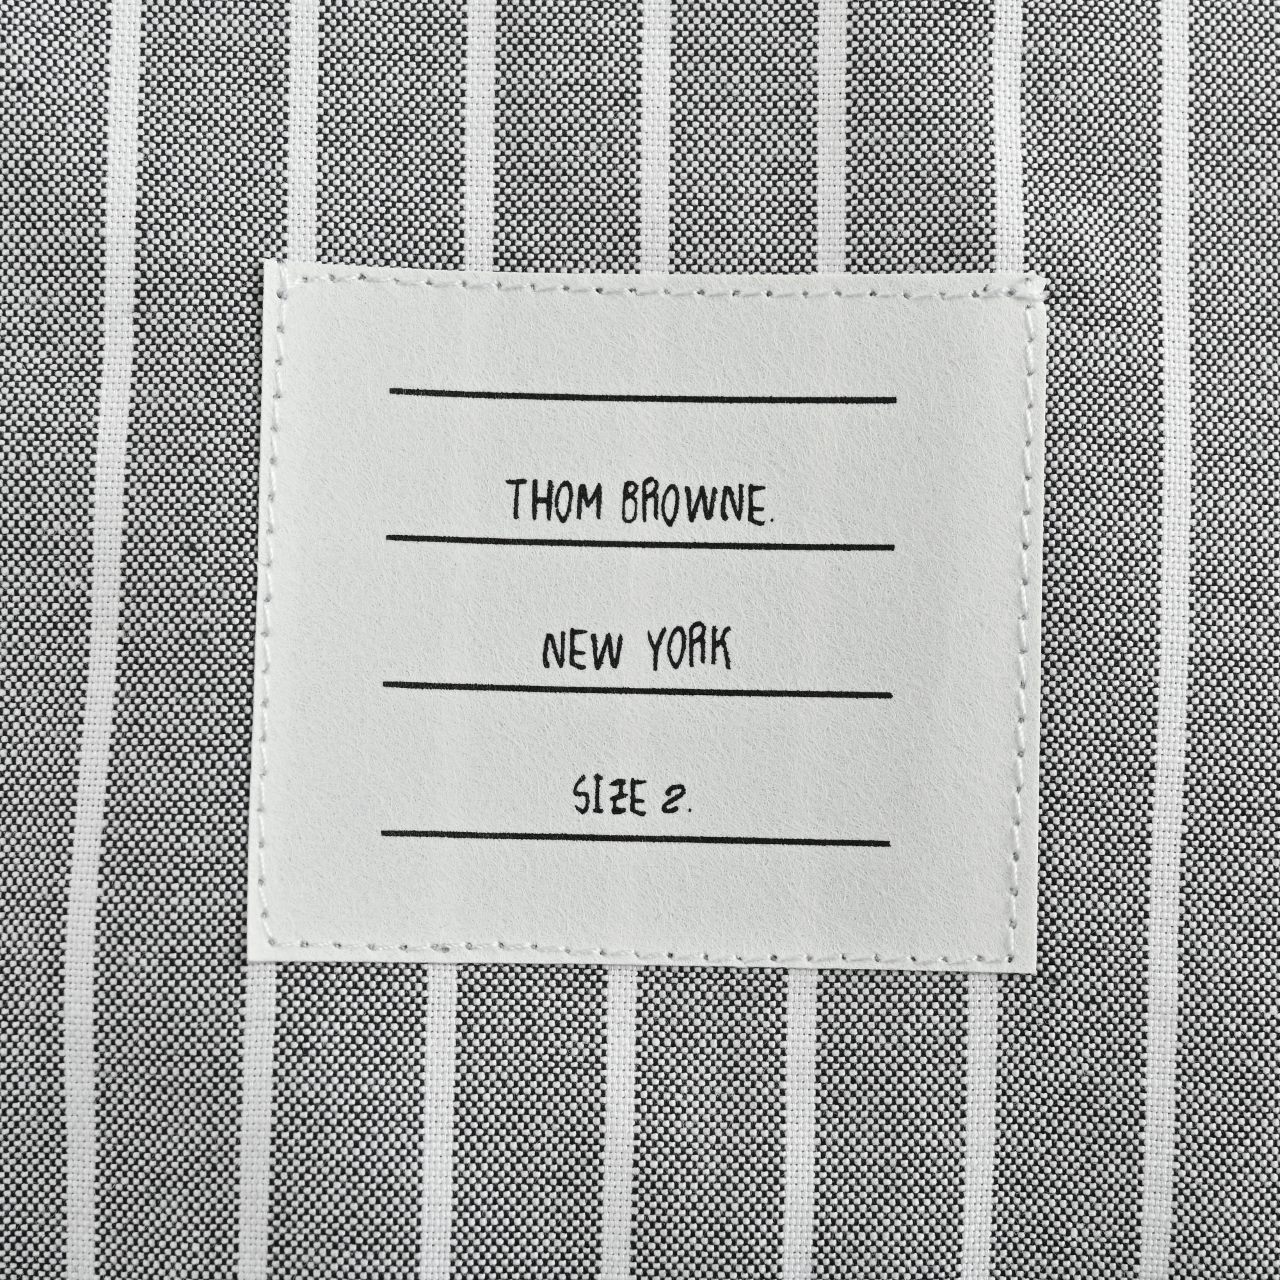 THOM BROWNE.
NEW YORK
SIZE 2.